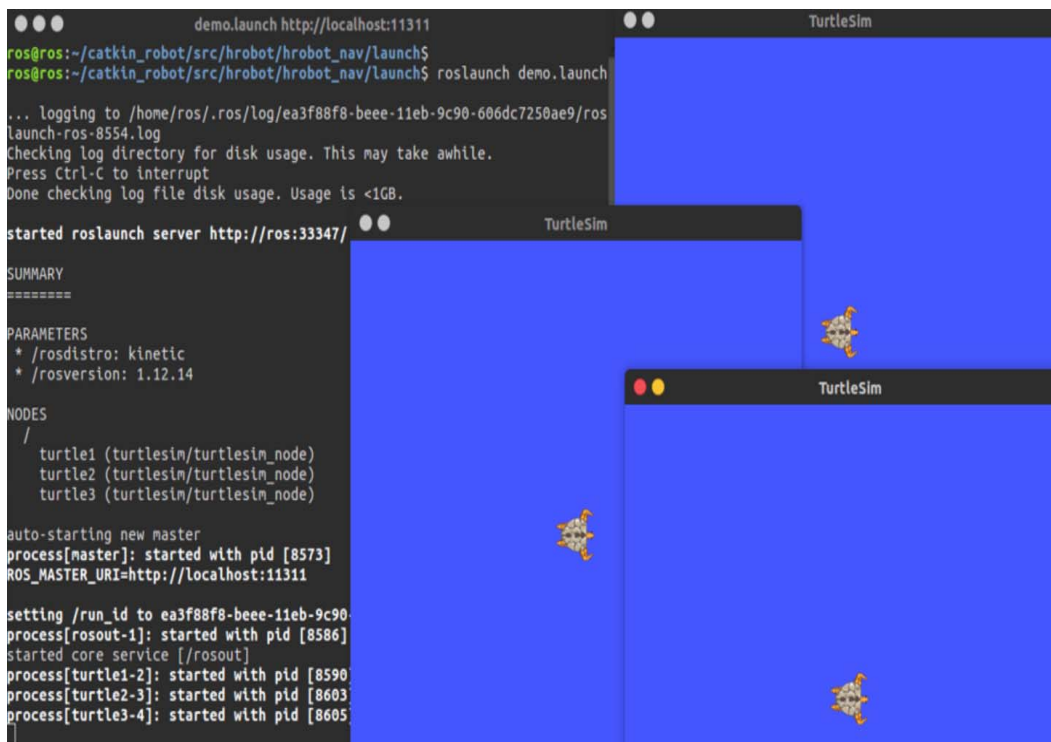 demo.launch http://localhost:11311
ros@ros:~/catkin_robot/src/hrobot/hrobot_nav/launch$
ros@ros:~/catkin_robot/src/hrobot/hrobot_nav/launch$ roslaunch demo.launch
... logging to /home/ros/.ros/log/ea3f88f8-beee-11eb-9c90-606dc7250ae9/ros
launch-ros-8554.log
Checking log directory for disk usage. This may take awhile.
Press Ctrl-C to interrupt
Done checking log file disk usage. Usage is <1GB.
started roslaunch server http://ros:33347/
SUMMARY
========
PARAMETERS
* /rosdistro: kinetic
* /rosversion: 1.12.14
NODES
/
turtle1 (turtlesim/turtlesim_node)
turtle2 (turtlesim/turtlesim_node)
turtle3 (turtlesim/turtlesim_node)
auto-starting new master
process[master]: started with pid [8573]
ROS_MASTER_URI=http://localhost:11311
setting /run_id to ea3f88f8-beee-11eb-9c90-
process[rosout-1]: started with pid [8586]
started core service [/rosout]
process[turtle1-2]: started with pid [8590]
process[turtle2-3]: started with pid [8603]
process[turtle3-4]: started with pid [8605]
TurtleSim
TurtleSim
TurtleSim